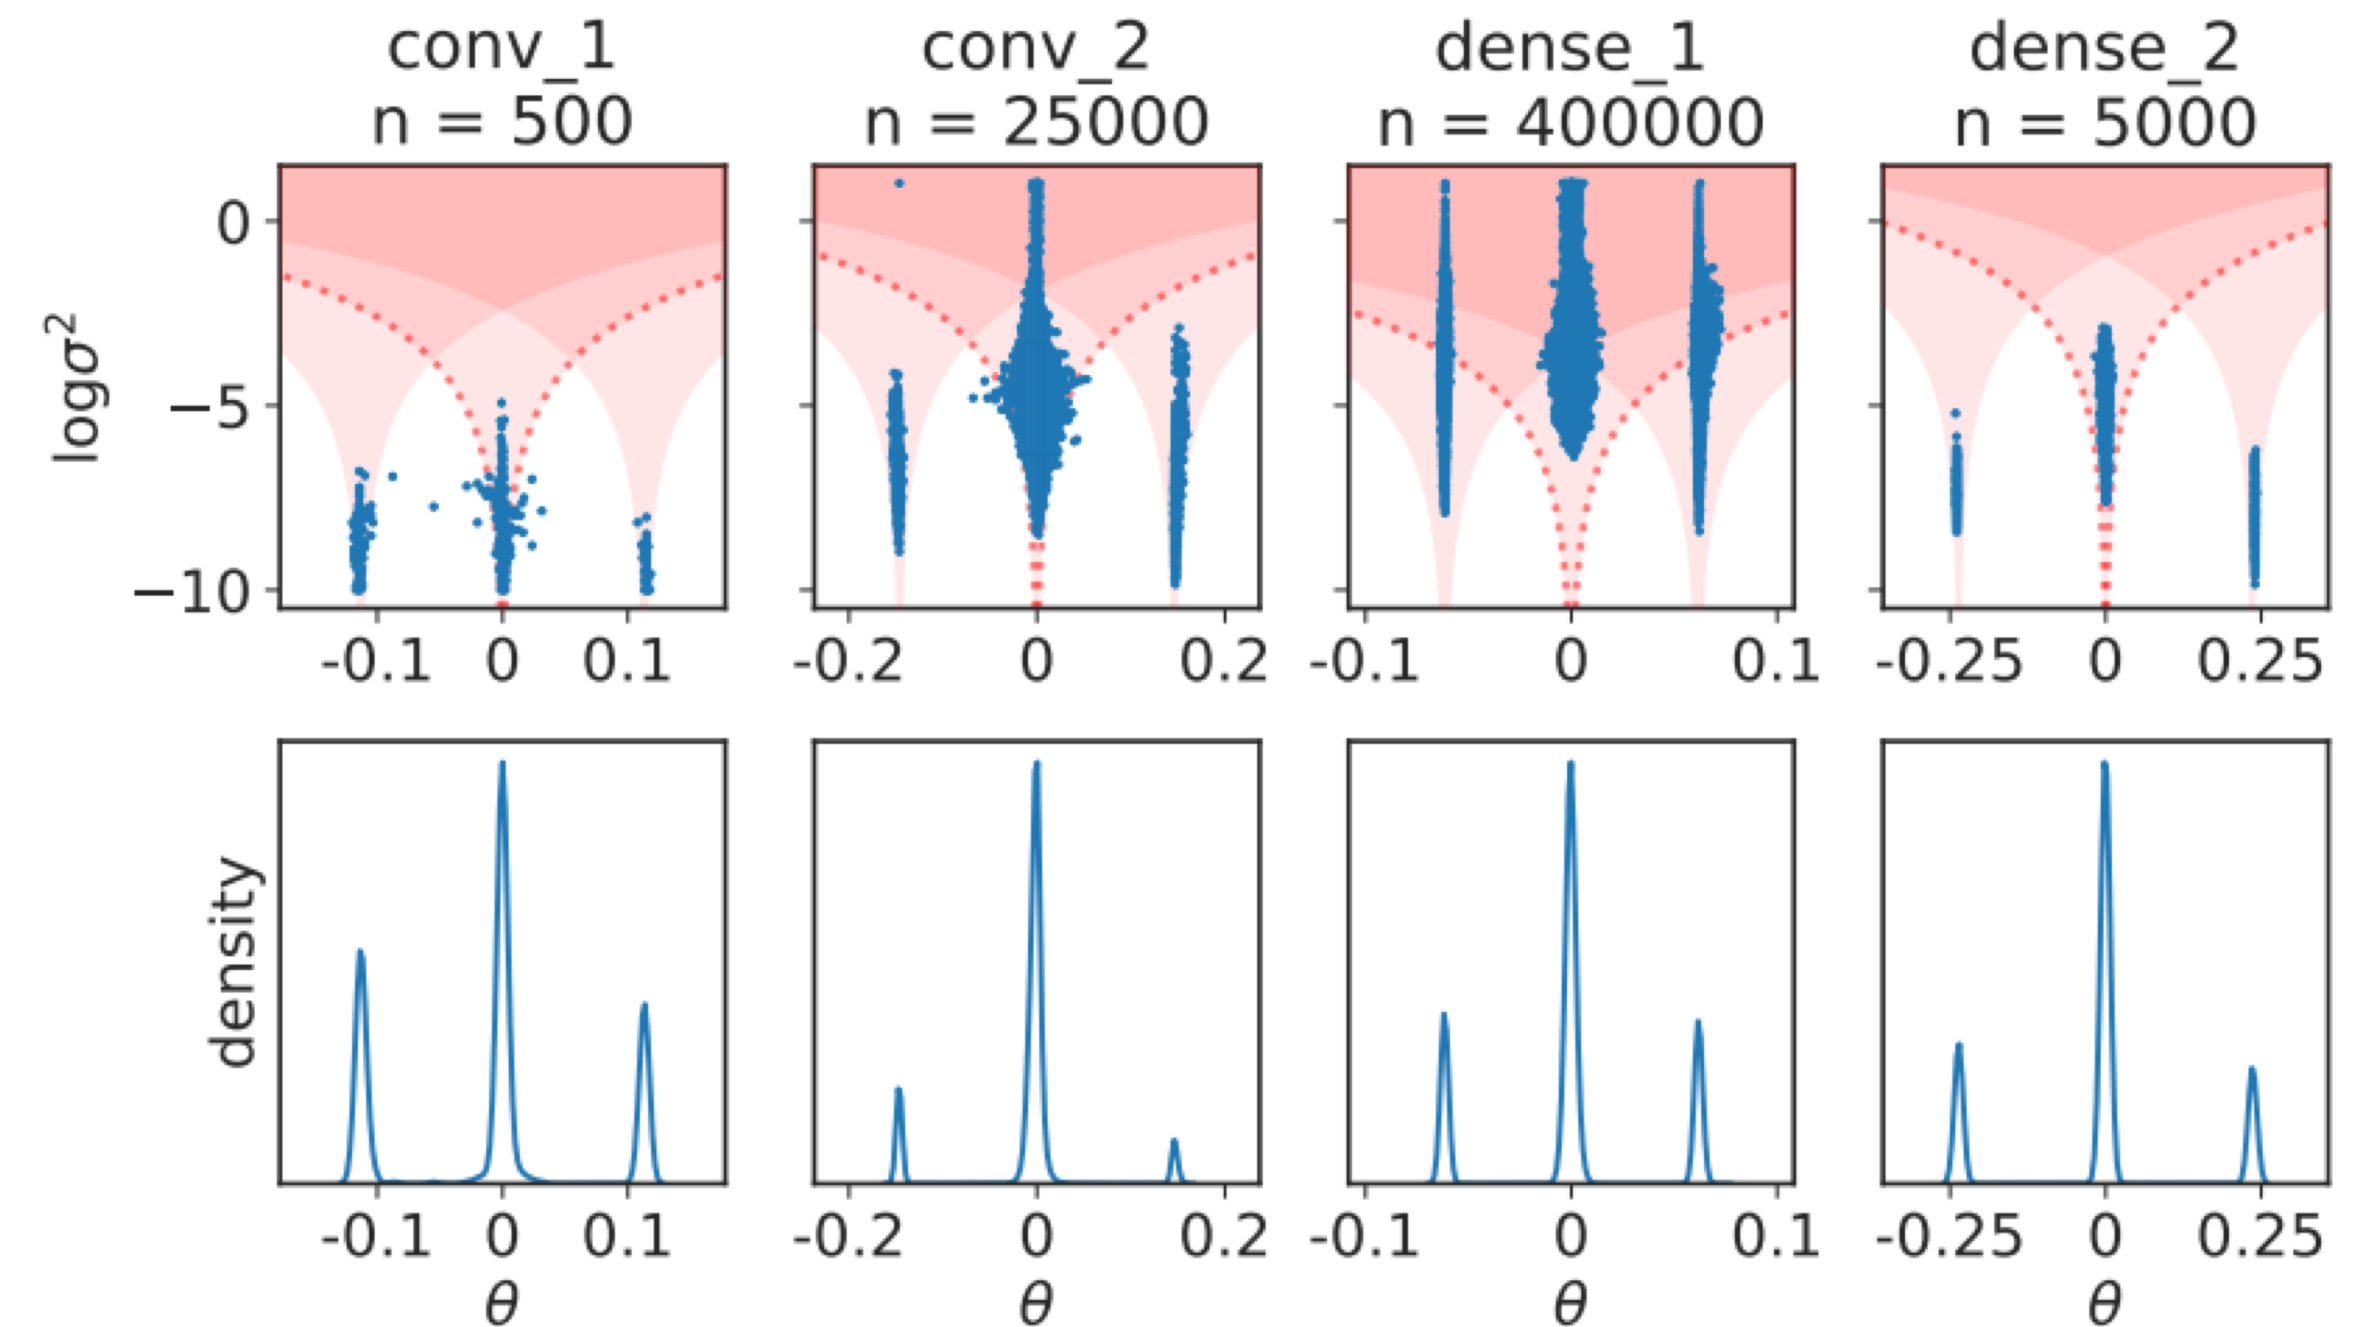 conv_1 conv_2 dense_1 dense_2
n = 500 n = 25000 n = 400000 n = 5000
0
−5
−10
logσ²
-0.1 0 0.1 -0.2 0 0.2 -0.1 0 0.1 -0.25 0 0.25
density
-0.1 0 0.1 -0.2 0 0.2 -0.1 0 0.1 -0.25 0 0.25
θ θ θ θ